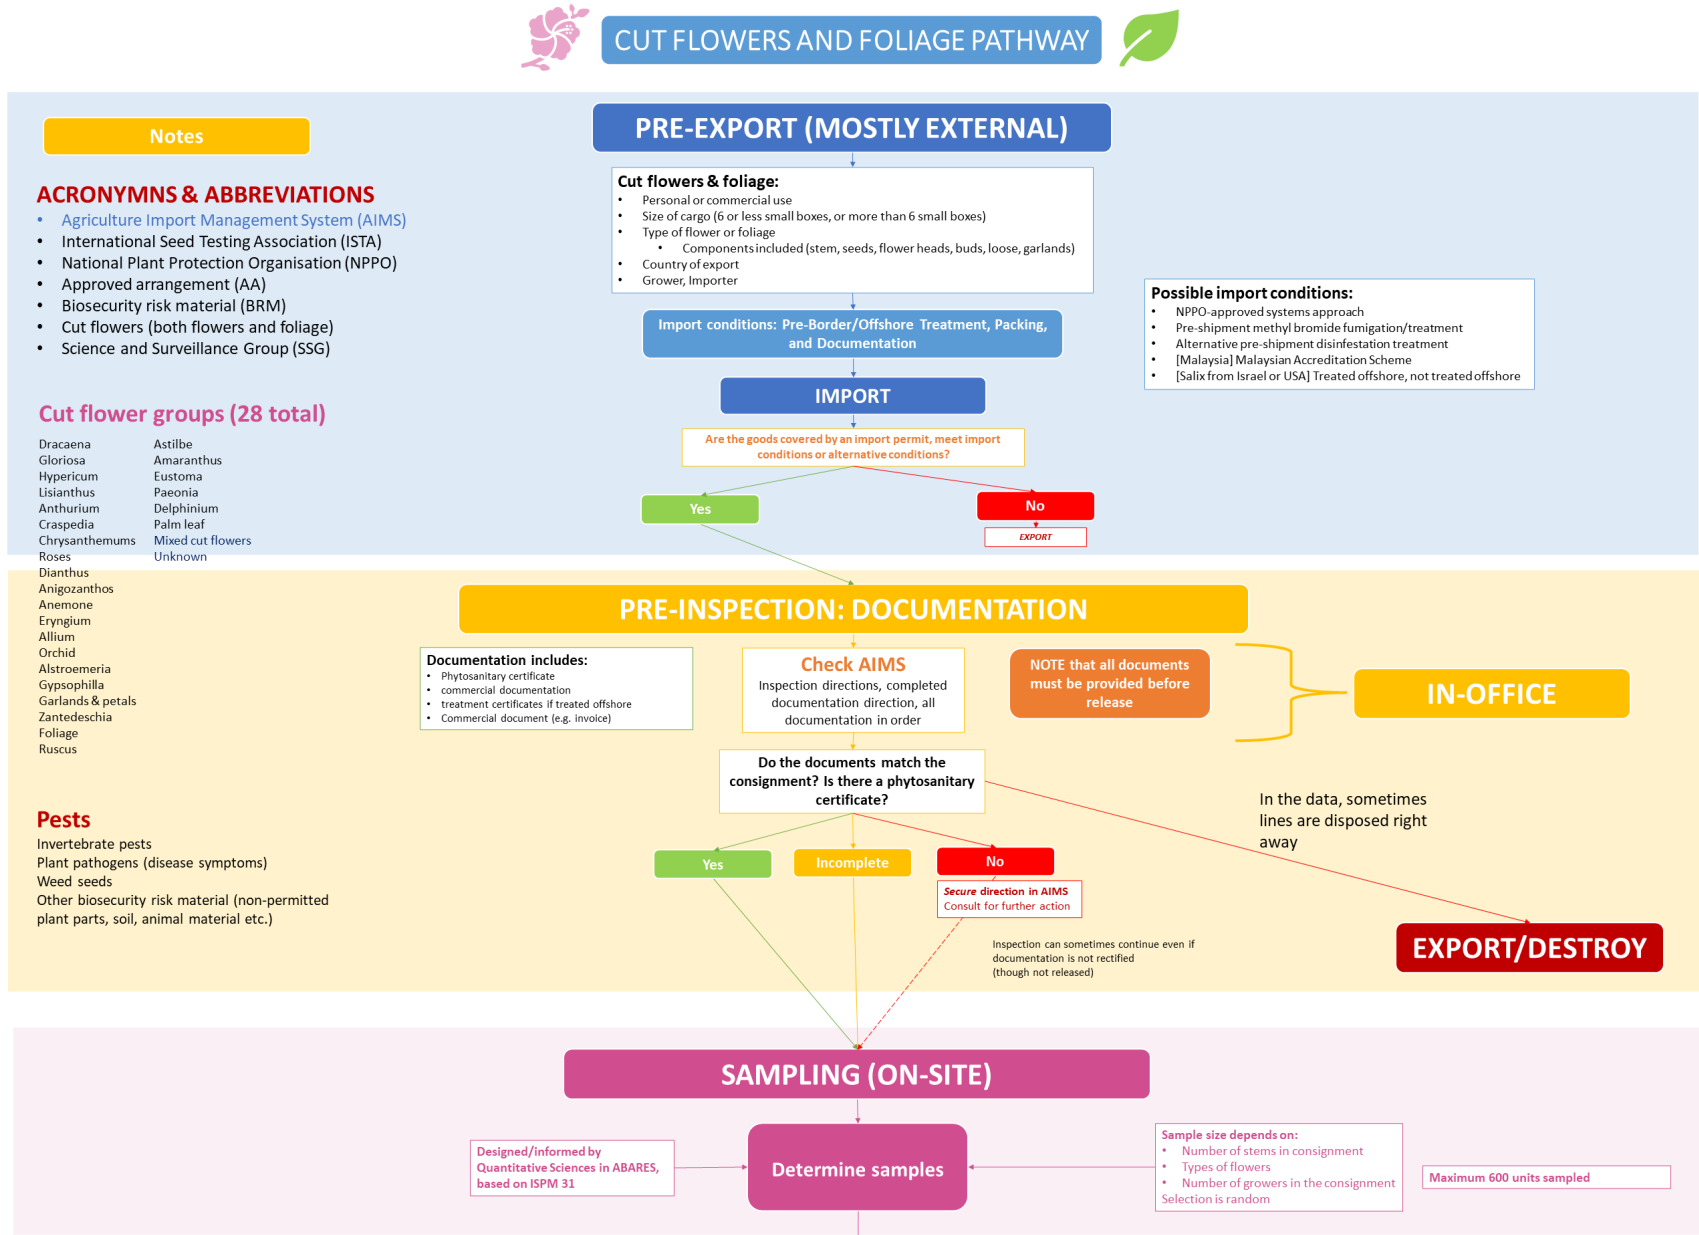 CUT FLOWERS AND FOLIAGE PATHWAY
Notes
ACRONYMNS & ABBREVIATIONS
• Agriculture Import Management System (AIMS)
• International Seed Testing Association (ISTA)
• National Plant Protection Organisation (NPPO)
• Approved arrangement (AA)
• Biosecurity risk material (BRM)
• Cut flowers (both flowers and foliage)
• Science and Surveillance Group (SSG)
Cut flower groups (28 total)
Dracaena
Gloriosa
Hypericum
Lisianthus
Anthurium
Craspedia
Chrysanthemums
Roses
Dianthus
Anigozanthos
Anemone
Eryngium
Allium
Orchid
Alstroemeria
Gypsophilla
Garlands & petals
Zantedeschia
Foliage
Ruscus
Astilbe
Amaranthus
Eustoma
Paeonia
Delphinium
Palm leaf
Mixed cut flowers
Unknown
Pests
Invertebrate pests
Plant pathogens (disease symptoms)
Weed seeds
Other biosecurity risk material (non-permitted
plant parts, soil, animal material etc.)
PRE-EXPORT (MOSTLY EXTERNAL)
Cut flowers & foliage:
• Personal or commercial use
• Size of cargo (6 or less small boxes, or more than 6 small boxes)
• Type of flower or foliage
• Components included (stem, seeds, flower heads, buds, loose, garlands)
• Country of export
• Grower, Importer
Import conditions: Pre-Border/Offshore Treatment, Packing,
and Documentation
Possible import conditions:
• NPPO-approved systems approach
• Pre-shipment methyl bromide fumigation/treatment
• Alternative pre-shipment disinfestation treatment
• [Malaysia] Malaysian Accreditation Scheme
• [Salix from Israel or USA] Treated offshore, not treated offshore
IMPORT
Are the goods covered by an import permit, meet import
conditions or alternative conditions?
Yes
No
EXPORT
PRE-INSPECTION: DOCUMENTATION
Documentation includes:
• Phytosanitary certificate
• commercial documentation
• treatment certificates if treated offshore
• Commercial document (e.g. invoice)
Check AIMS
Inspection directions, completed
documentation direction, all
documentation in order
NOTE that all documents
must be provided before
release
IN-OFFICE
Do the documents match the
consignment? Is there a phytosanitary
certificate?
In the data, sometimes
lines are disposed right
away
Yes
Incomplete
No
Secure direction in AIMS
Consult for further action
Inspection can sometimes continue even if
documentation is not rectified
(though not released)
EXPORT/DESTROY
SAMPLING (ON-SITE)
Designed/informed by
Quantitative Sciences in ABARES,
based on ISPM 31
Determine samples
Sample size depends on:
• Number of stems in consignment
• Types of flowers
• Number of growers in the consignment
Selection is random
Maximum 600 units sampled